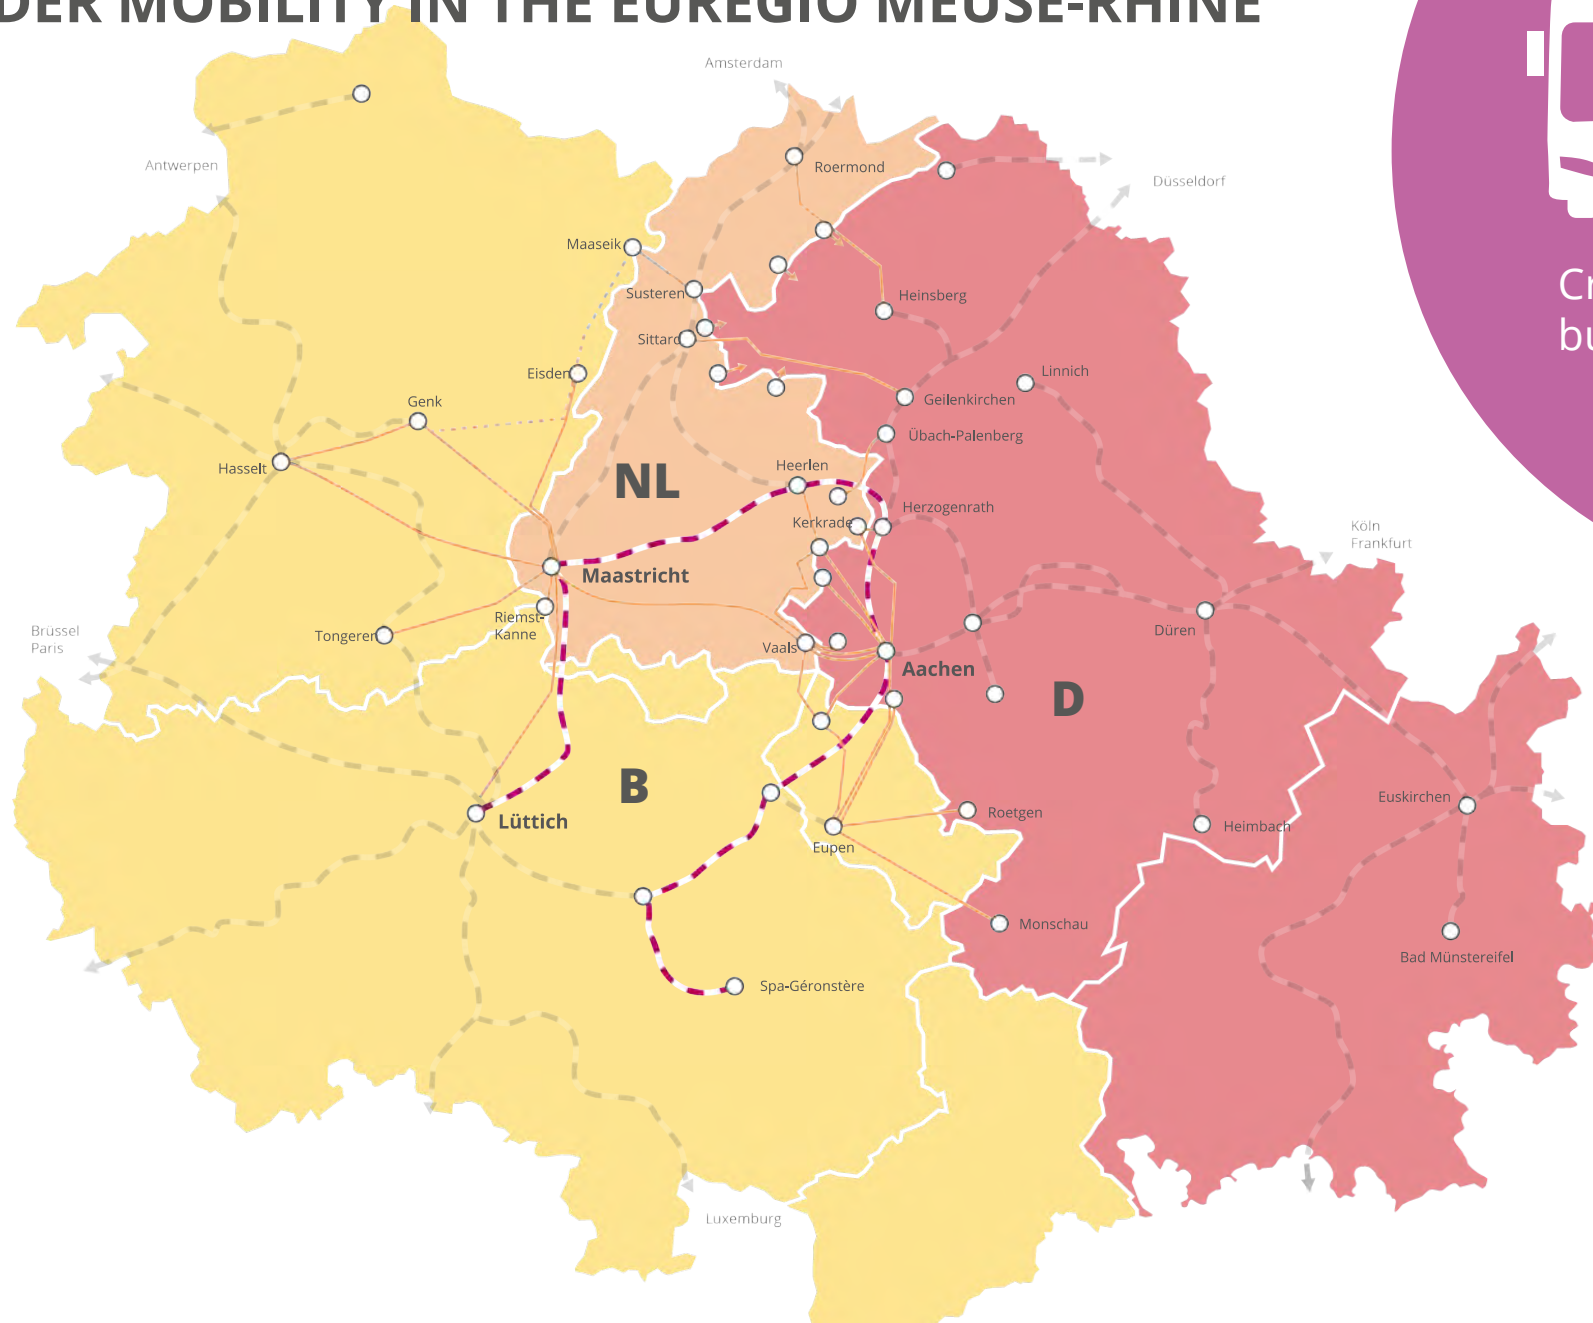 DER MOBILITY IN THE EUREGIO MEUSE-RHINE
Amsterdam
Antwerpen
Roermond
Düsseldorf
Maaseik
Susteren
Heinsberg
Cr
bu
Sittard
Eisden
Linnich
Genk
Geilenkirchen
Übach-Palenberg
Hasselt
Heerlen
NL
Herzogenrath
Kerkrade
Köln
Frankfurt
Maastricht
Riemst-
Kanne
Tongeren
Brüssel
Paris
Vaals
Düren
Aachen
D
B
Lüttich
Eupen
Roetgen
Heimbach
Euskirchen
Monschau
Bad Münstereifel
Spa-Géronstère
Luxemburg